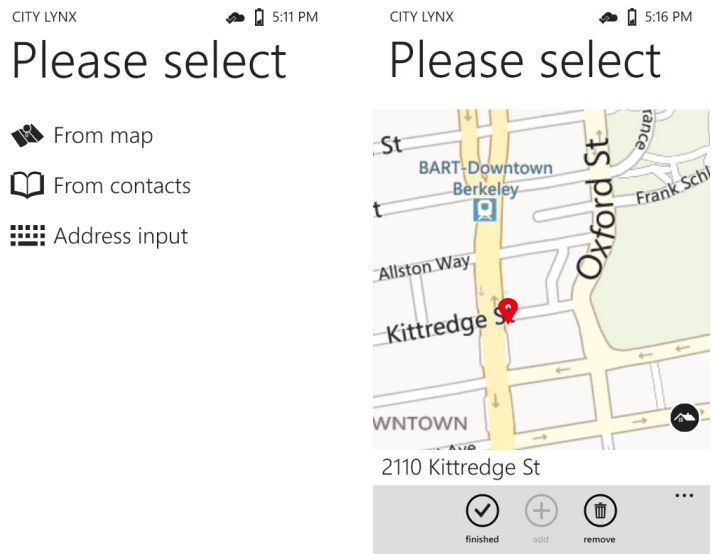 CITY LYNX 5:11 PM
Please select
From map
From contacts
Address input
CITY LYNX 5:16 PM
Please select
St
BART-Downtown
Berkeley
t
Oxford St
Frank Schl
rance
Allston Way
Kittredge St
WNTOWN
Ave
2110 Kittredge St
finished
add
remove